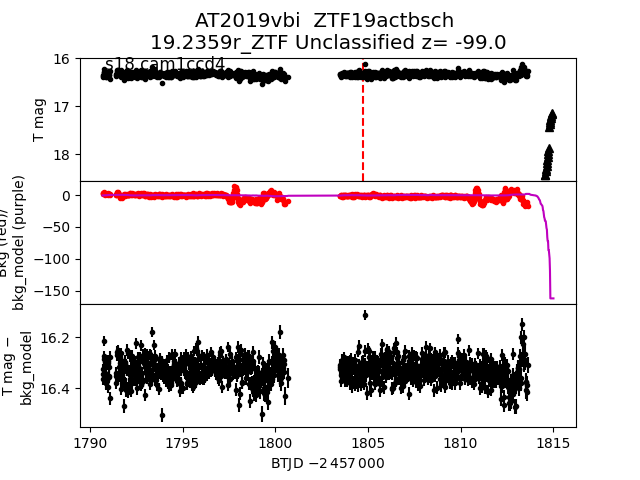 AT2019vbi ZTF19actbsch
19.2359r_ZTF Unclassified z= -99.0
s18 cam1ccd4
16
17
18
T mag
0
−50
−100
−150
Bkg (red)/
bkg_model (purple)
16.2
16.4
T mag −
bkg_model
1790
1795
1800
1805
1810
1815
BTJD −2 457 000